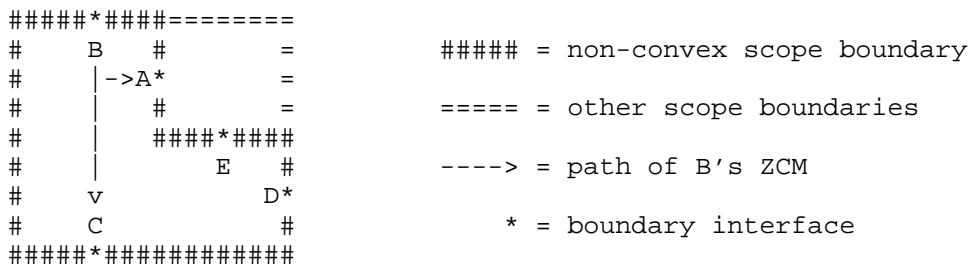 #####*####========
#    B   #       =         ##### = non-convex scope boundary
#    |->A*       =
#    |   #       =         ===== = other scope boundaries
#    |   ####*####
#    |       E   #         ----> = path of B's ZCM
#    v          D*
#    C           #             * = boundary interface
#####*############